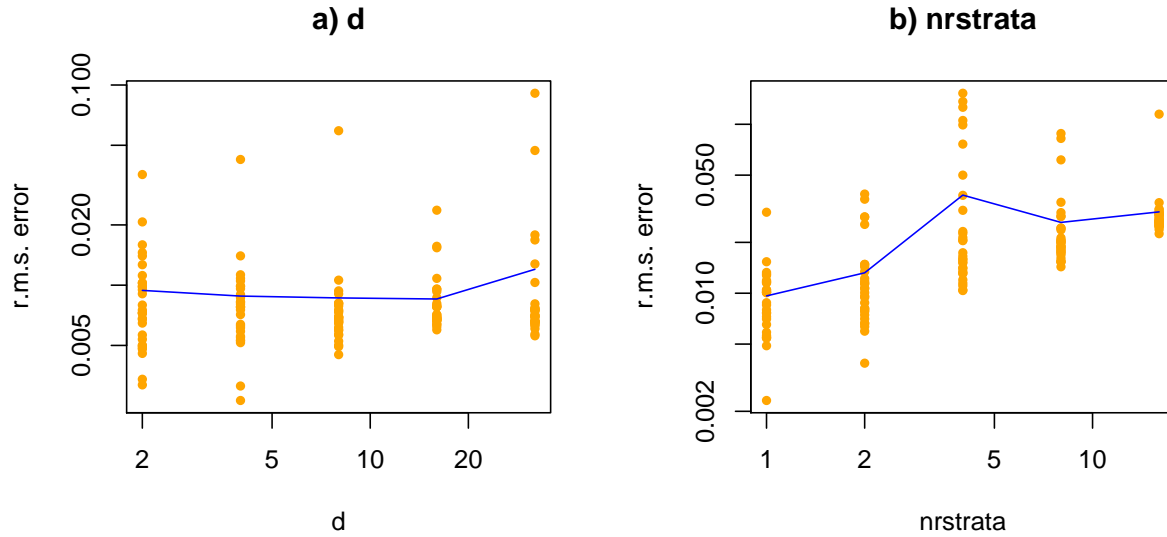 a) d
r.m.s. error
0.100
0.020
0.005
2 5 10 20
d
b) nrstrata
r.m.s. error
0.050
0.010
0.002
1 2 5 10
nrstrata